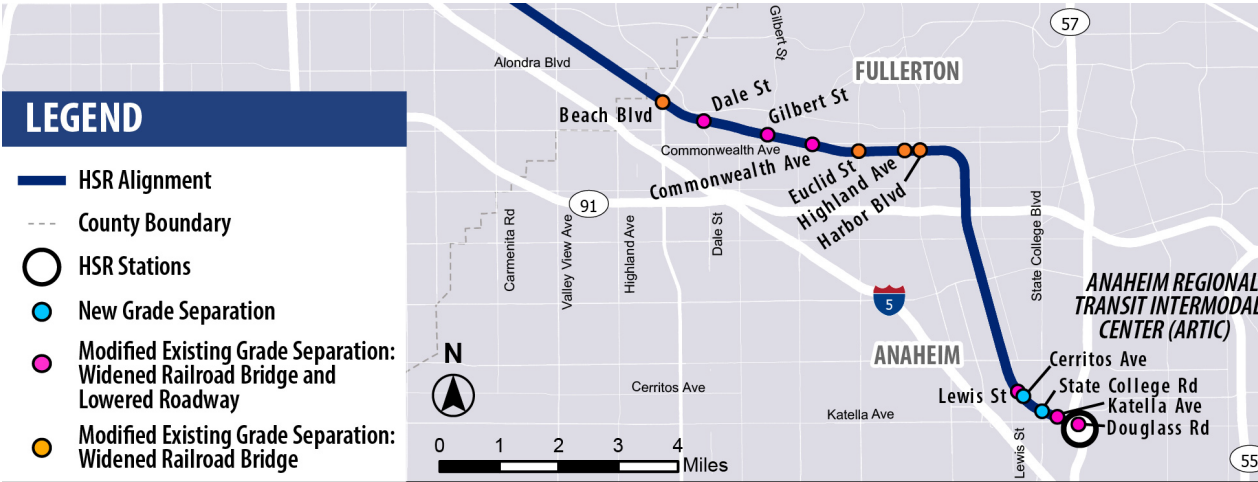 Gilbert St
57
Alondra Blvd
FULLERTON
LEGEND
Beach Blvd
Dale St
Gilbert St
Commonwealth Ave
Commonwealth Ave
Euclid St
Highland Ave
Harbor Blvd
HSR Alignment
County Boundary
HSR Stations
New Grade Separation
Modified Existing Grade Separation:
Widened Railroad Bridge and
Lowered Roadway
Modified Existing Grade Separation:
Widened Railroad Bridge
91
Carmenita Rd
Valley View Ave
Highland Ave
Dale St
State College Blvd
5
ANAHEIM REGIONAL
TRANSIT INTERMODAL
CENTER (ARTIC)
ANAHEIM
N
Cerritos Ave
Cerritos Ave
Lewis St
State College Rd
Katella Ave
Katella Ave
Douglass Rd
Lewis St
0 1 2 3 4
Miles
55